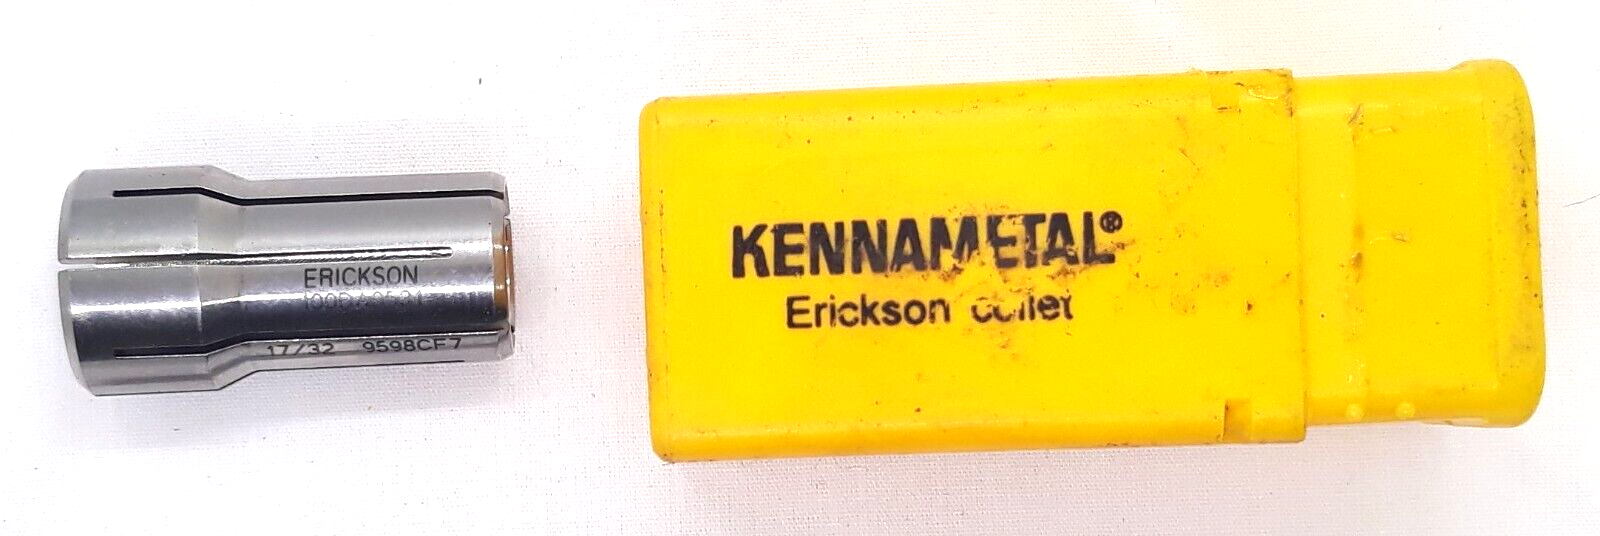 ERICKSON
17/32 9598CF7
KENNAMETAL®
Erickson collet